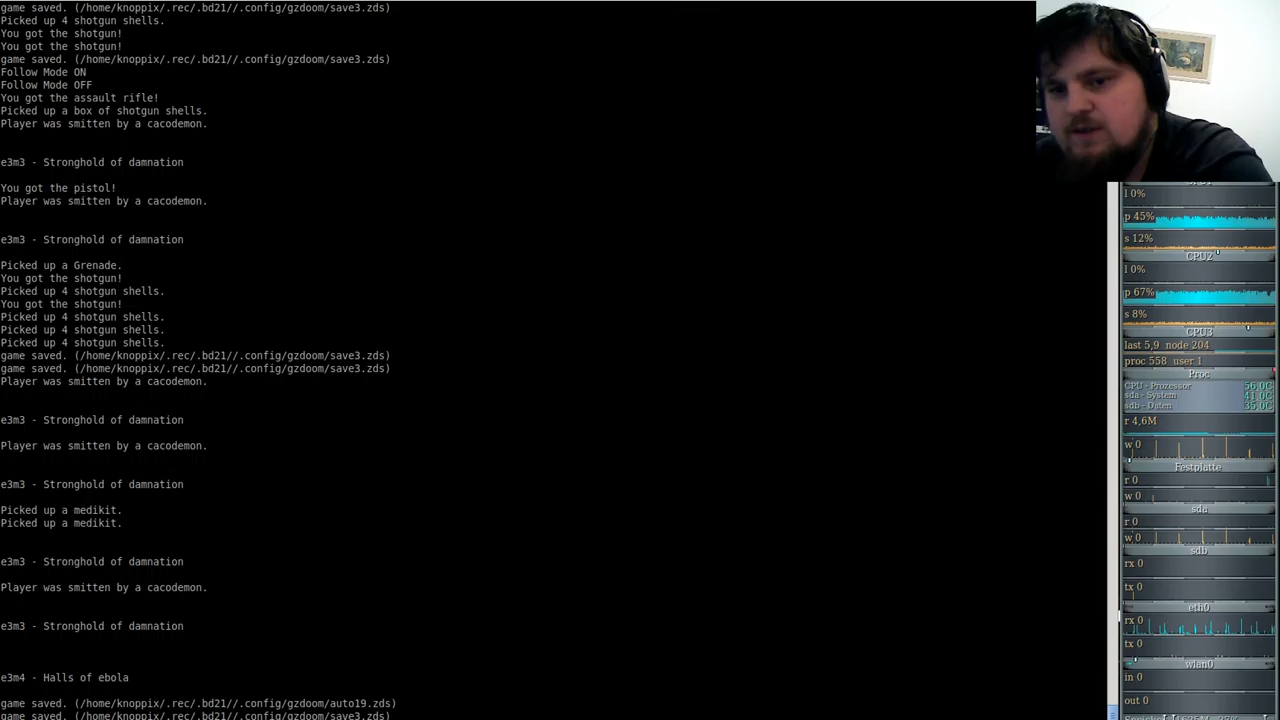 game saved. (/home/knoppix/.rec/.bd21//.config/gzdoom/save3.zds)
Picked up 4 shotgun shells.
You got the shotgun!
You got the shotgun!
game saved. (/home/knoppix/.rec/.bd21//.config/gzdoom/save3.zds)
Follow Mode ON
Follow Mode OFF
You got the assault rifle!
Picked up a box of shotgun shells.
Player was smitten by a cacodemon.
e3m3 - Stronghold of damnation
You got the pistol!
Player was smitten by a cacodemon.
e3m3 - Stronghold of damnation
Picked up a Grenade.
You got the shotgun!
Picked up 4 shotgun shells.
You got the shotgun!
Picked up 4 shotgun shells.
Picked up 4 shotgun shells.
Picked up 4 shotgun shells.
game saved. (/home/knoppix/.rec/.bd21//.config/gzdoom/save3.zds)
game saved. (/home/knoppix/.rec/.bd21//.config/gzdoom/save3.zds)
Player was smitten by a cacodemon.
e3m3 - Stronghold of damnation
Player was smitten by a cacodemon.
e3m3 - Stronghold of damnation
Picked up a medikit.
Picked up a medikit.
e3m3 - Stronghold of damnation
Player was smitten by a cacodemon.
e3m3 - Stronghold of damnation
e3m4 - Halls of ebola
game saved. (/home/knoppix/.rec/.bd21//.config/gzdoom/auto19.zds)
game saved. (/home/knoppix/.rec/.bd21//.config/gzdoom/save3.zds)
l 0%
p 45%
s 12%
CPU2
l 0%
p 67%
s 8%
CPU3
last 5,9 node 204
proc 558 user 1
Proc
CPU - Prozessor 56.0C
sda - System 41.0C
sdb - Daten 35.0C
r 4,6M
w 0
Festplatte
r 0
w 0
sda
r 0
w 0
sdb
rx 0
tx 0
eth0
rx 0
tx 0
wlan0
in 0
out 0